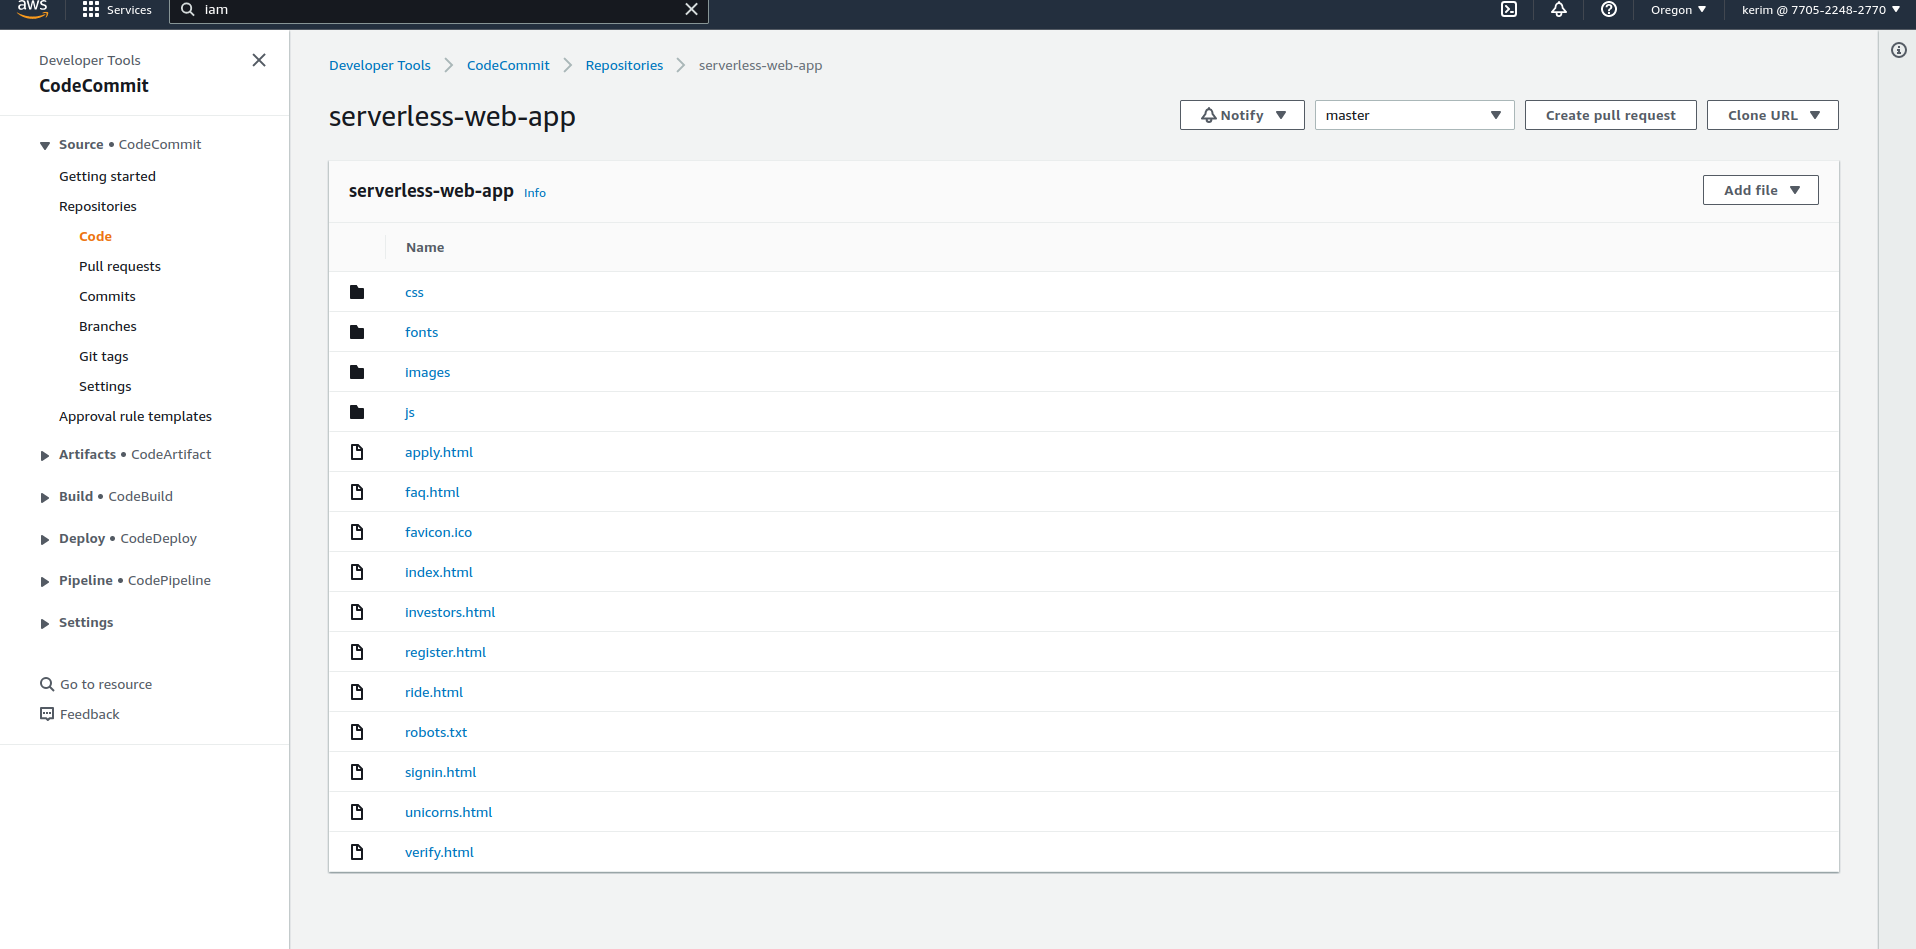 aws
Services
iam
Oregon
kerim @ 7705-2248-2770
Developer Tools
CodeCommit
Source • CodeCommit
Getting started
Repositories
Code
Pull requests
Commits
Branches
Git tags
Settings
Approval rule templates
Artifacts • CodeArtifact
Build • CodeBuild
Deploy • CodeDeploy
Pipeline • CodePipeline
Settings
Go to resource
Feedback
Developer Tools
CodeCommit
Repositories
serverless-web-app
serverless-web-app
Notify
master
Create pull request
Clone URL
serverless-web-app Info
Add file
Name
css
fonts
images
js
apply.html
faq.html
favicon.ico
index.html
investors.html
register.html
ride.html
robots.txt
signin.html
unicorns.html
verify.html